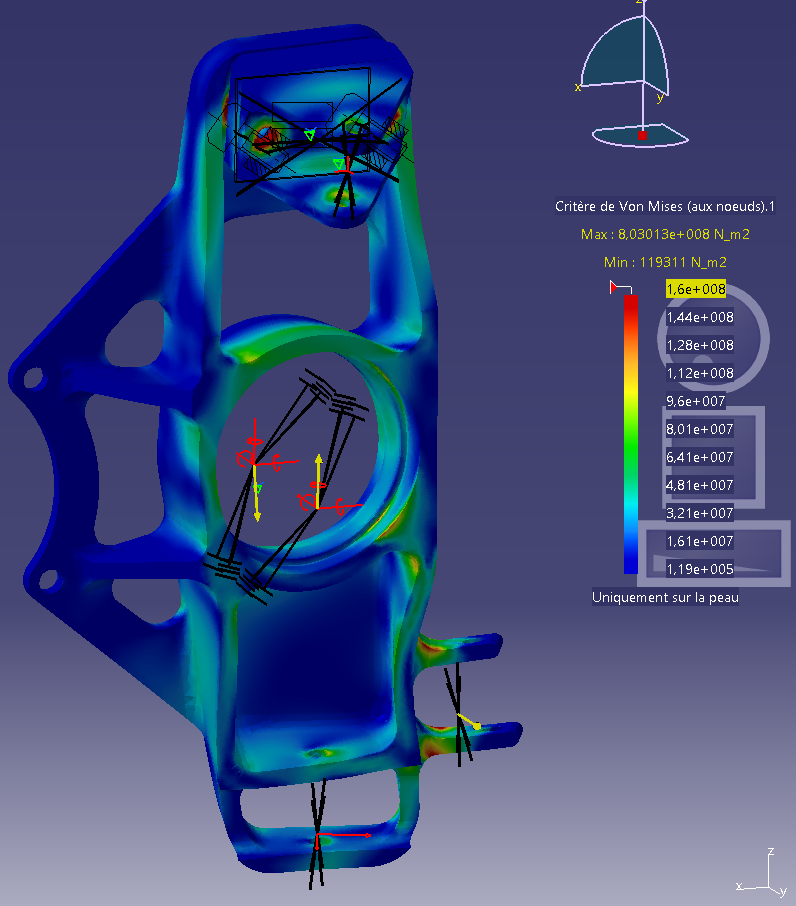 z
x
y
Critère de Von Mises (aux noeuds).1
Max : 8,03013e+008 N_m2
Min : 119311 N_m2
1,6e+008
1,44e+008
1,28e+008
1,12e+008
9,6e+007
8,01e+007
6,41e+007
4,81e+007
3,21e+007
1,61e+007
1,19e+005
Uniquement sur la peau
z
x
y